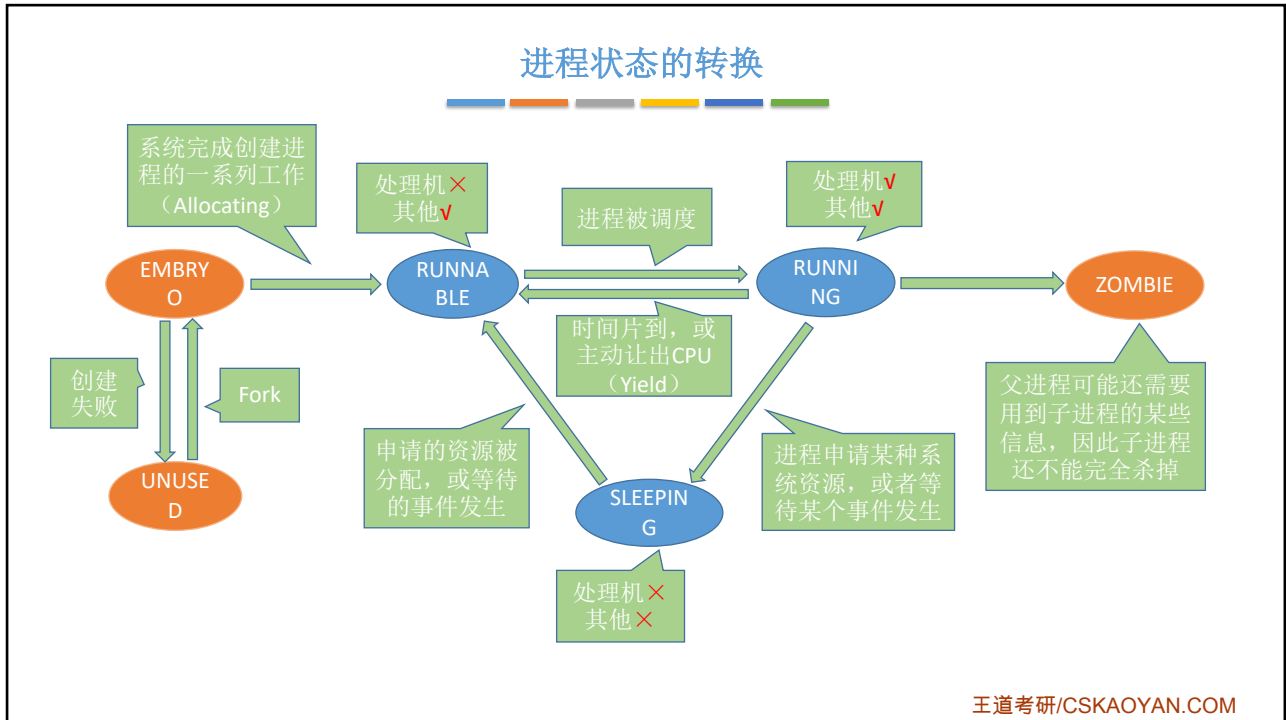 进程状态的转换
系统完成创建进
程的一系列工作
（Allocating）
处理机×
其他√
进程被调度
处理机√
其他√
EMBRY
O
RUNNA
BLE
RUNNI
NG
ZOMBIE
时间片到，或
主动让出CPU
（Yield）
创建
失败
Fork
父进程可能还需要
用到子进程的某些
信息，因此子进程
还不能完全杀掉
申请的资源被
分配，或等待
的事件发生
进程申请某种系
统资源，或者等
待某个事件发生
UNUSE
D
SLEEPIN
G
处理机×
其他×
王道考研/CSKAOYAN.COM